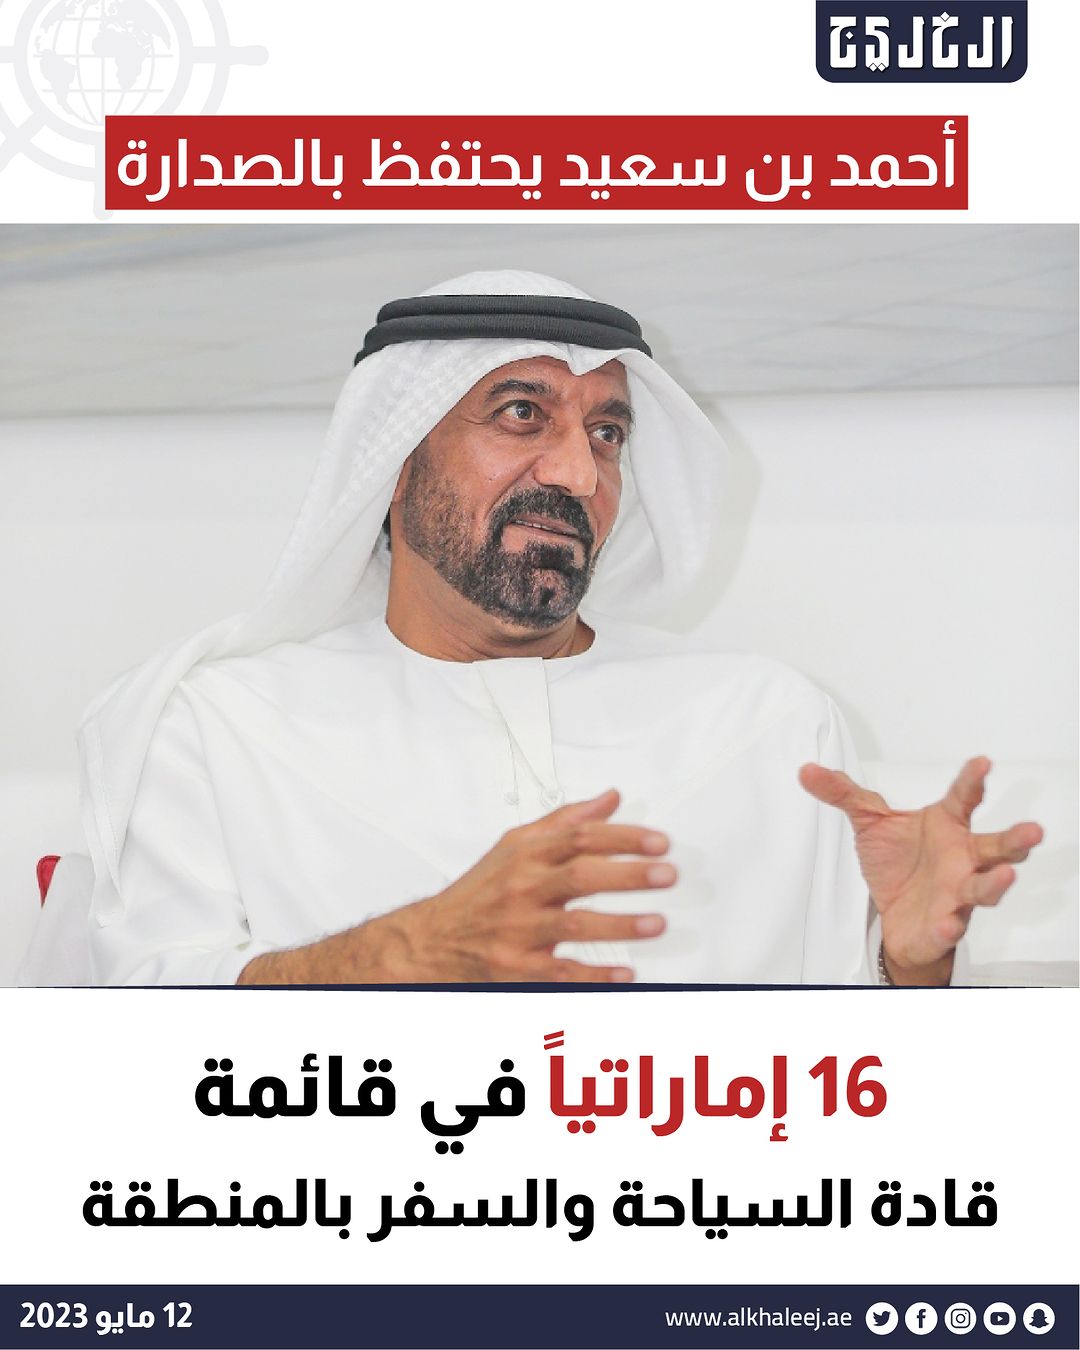 الخليج
أحمد بن سعيد يحتفظ بالصدارة
16 إماراتياً في قائمة
قادة السياحة والسفر بالمنطقة
12 مايو 2023
www.alkhaleej.ae